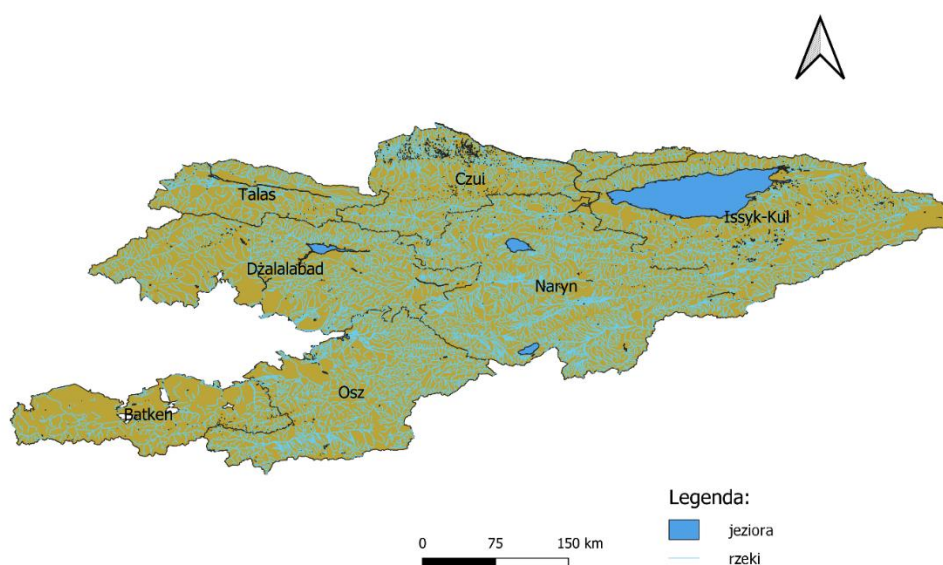 Talas
Czui
Issyk-Kul
Dżalalabad
Naryn
Osz
Batken
Legenda:
jeziora
rzeki
0 75 150 km